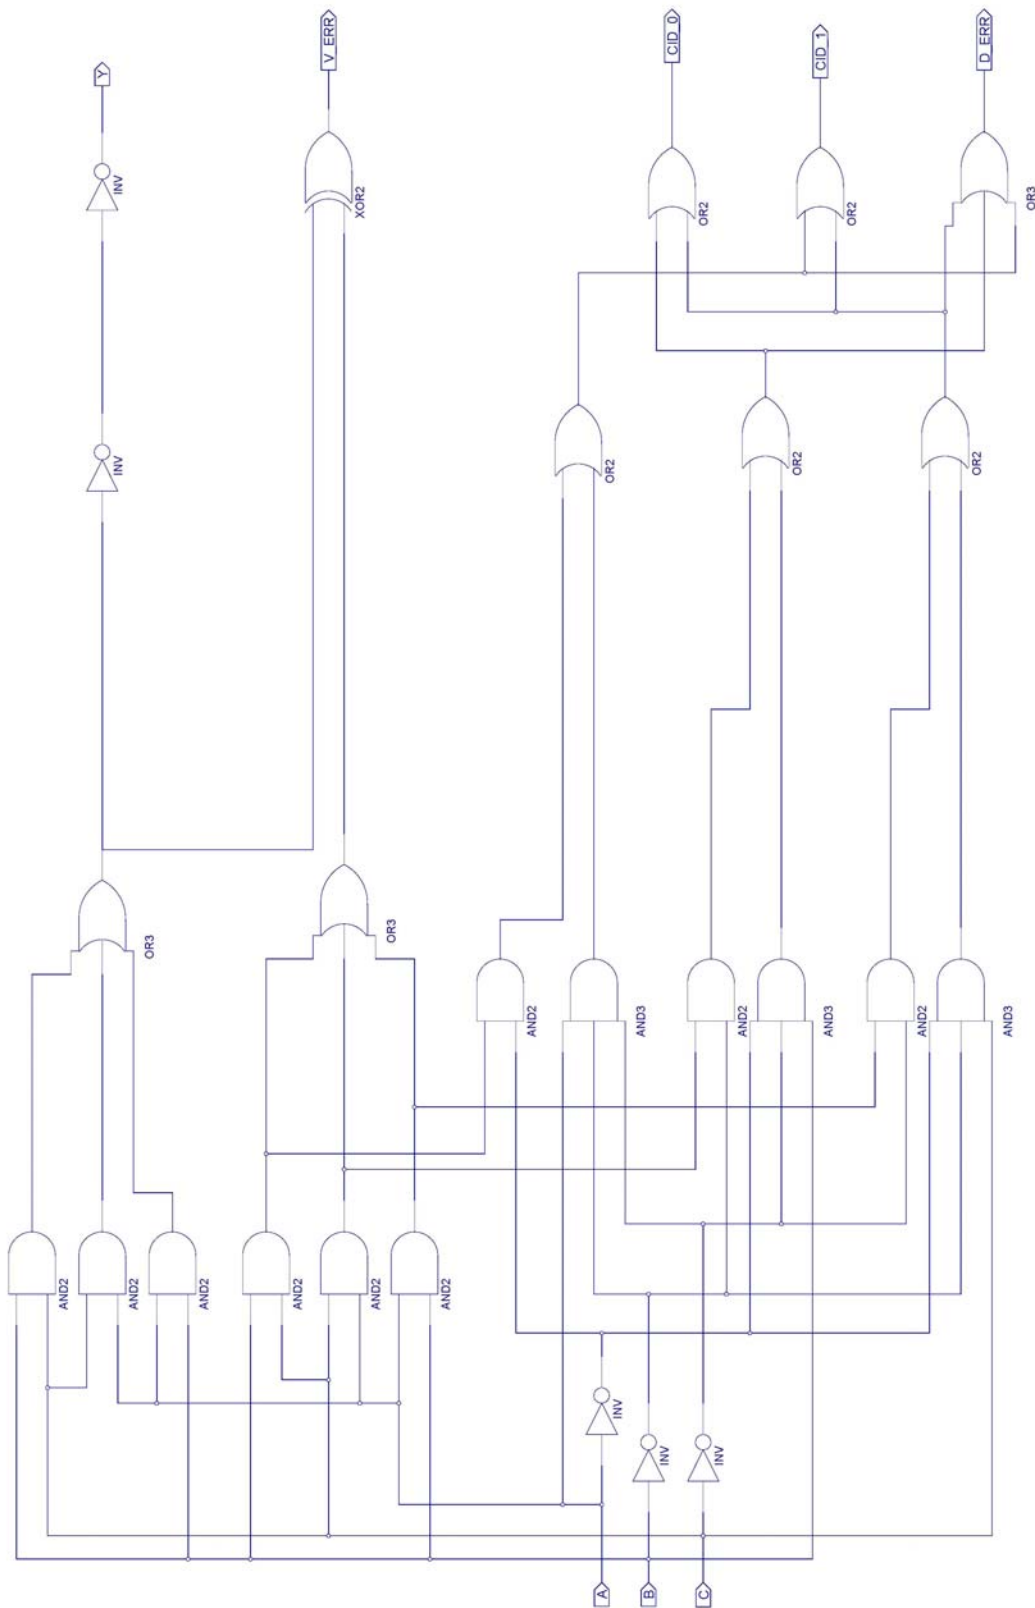 Y
V_ERR
CID_0
CID_1
D_ERR
INV
XOR2
OR2
OR2
OR3
INV
OR2
OR2
OR2
OR3
OR3
AND2
AND3
AND2
AND3
AND2
AND3
AND2
AND2
AND2
AND2
AND2
AND2
INV
INV
INV
A
B
C